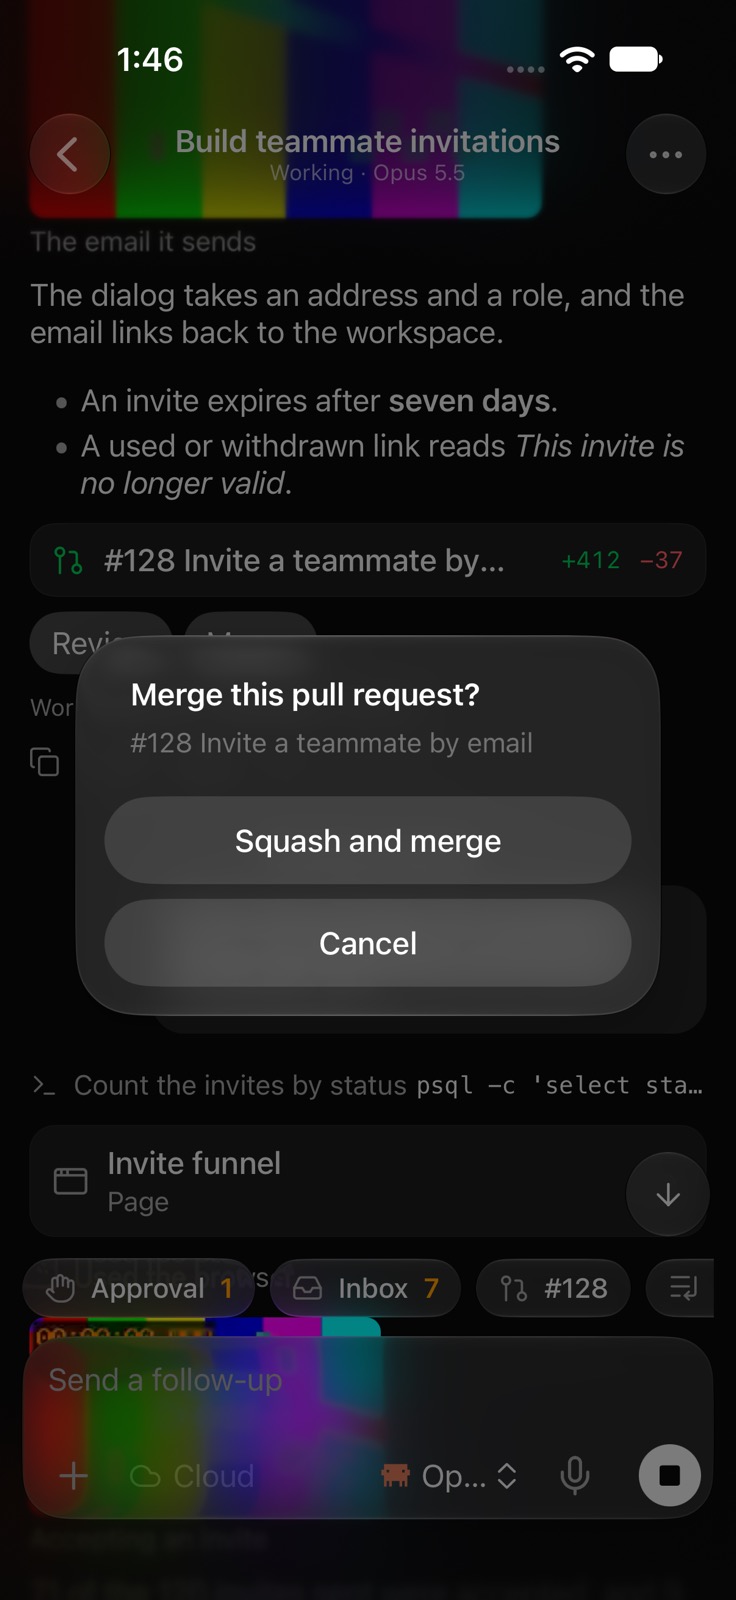 1:46
Build teammate invitations
Working · Opus 5.5
The email it sends
The dialog takes an address and a role, and the
email links back to the workspace.
• An invite expires after seven days.
• A used or withdrawn link reads This invite is
no longer valid.
#128 Invite a teammate by... +412 −37
Merge this pull request?
#128 Invite a teammate by email
Squash and merge
Cancel
Count the invites by status psql -c 'select sta…
Invite funnel
Page
Approval 1 Inbox 7 #128
Send a follow-up
Cloud Op...
Accepting an invite